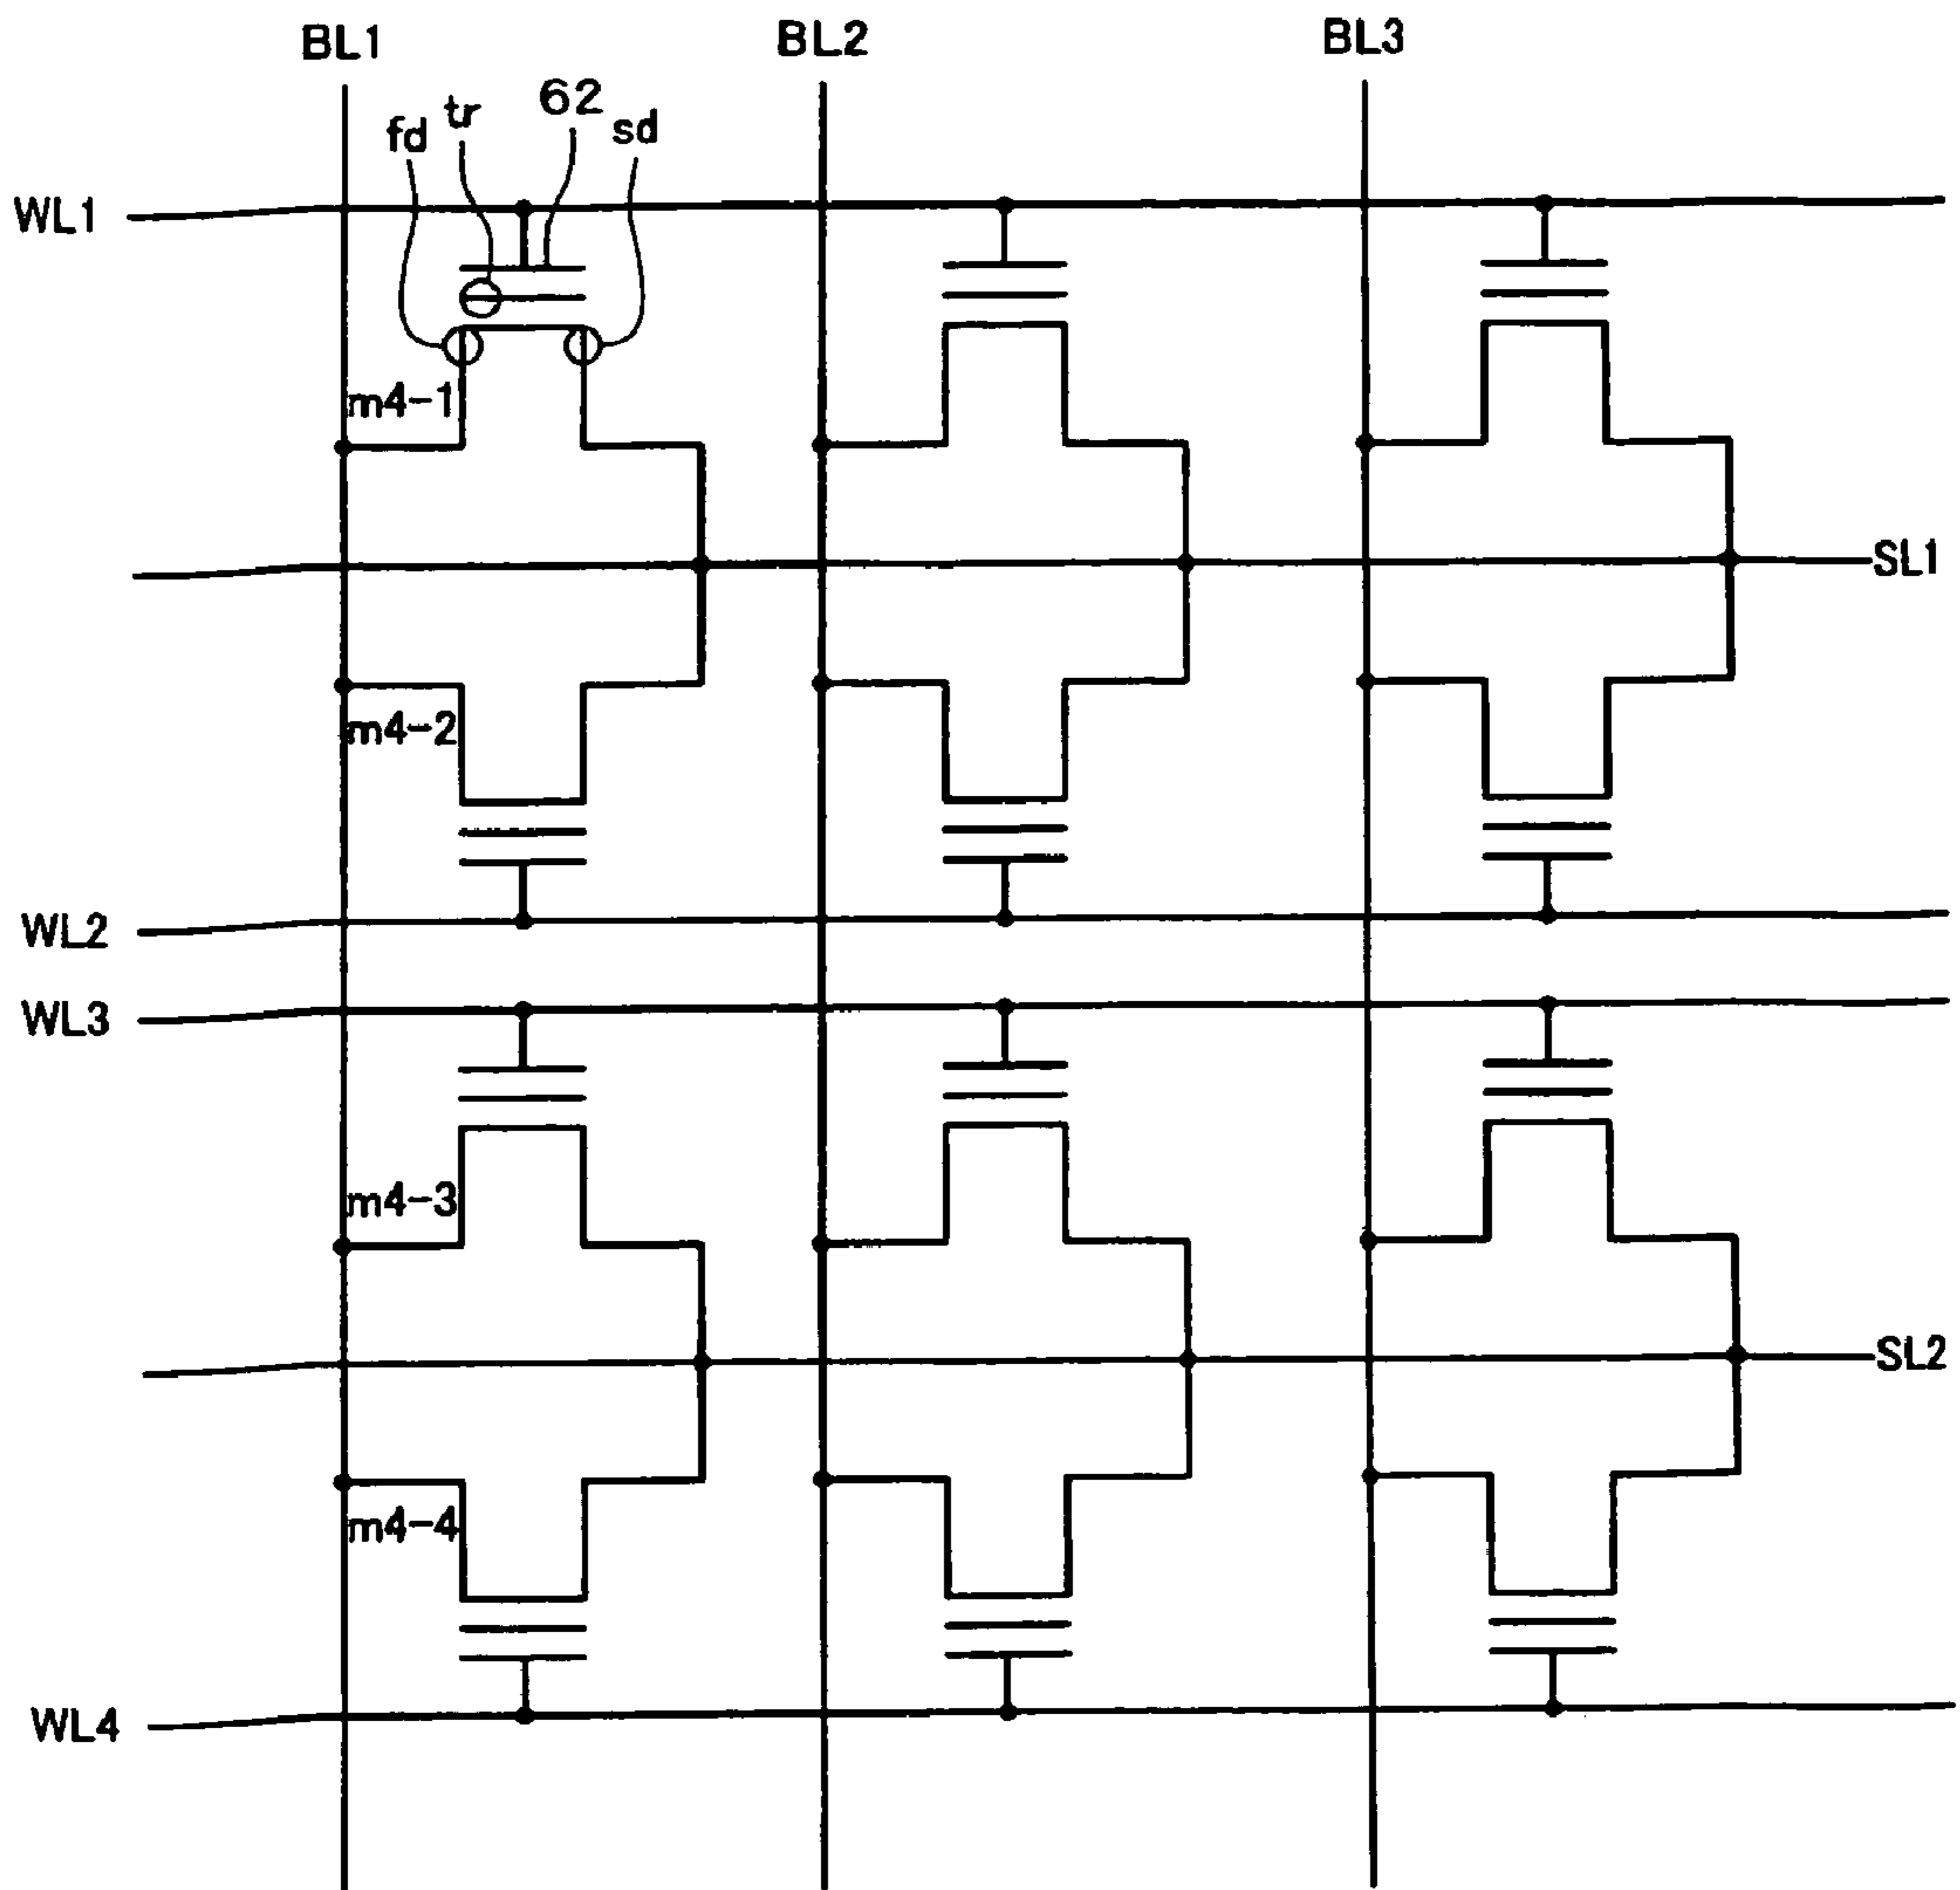 BL1 BL2 BL3
fd tr 62 sd
WL1
m4-1
SL1
m4-2
WL2
WL3
m4-3
SL2
m4-4
WL4